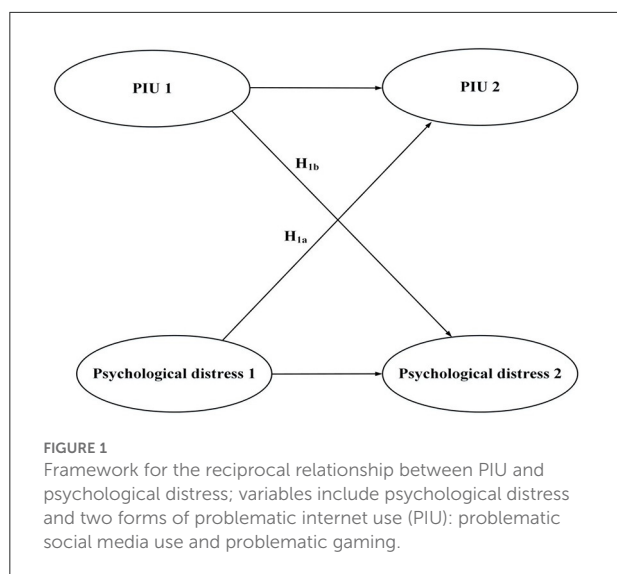 PIU 1
PIU 2
H1b
H1a
Psychological distress 1
Psychological distress 2
FIGURE 1
Framework for the reciprocal relationship between PIU and
psychological distress; variables include psychological distress
and two forms of problematic internet use (PIU): problematic
social media use and problematic gaming.